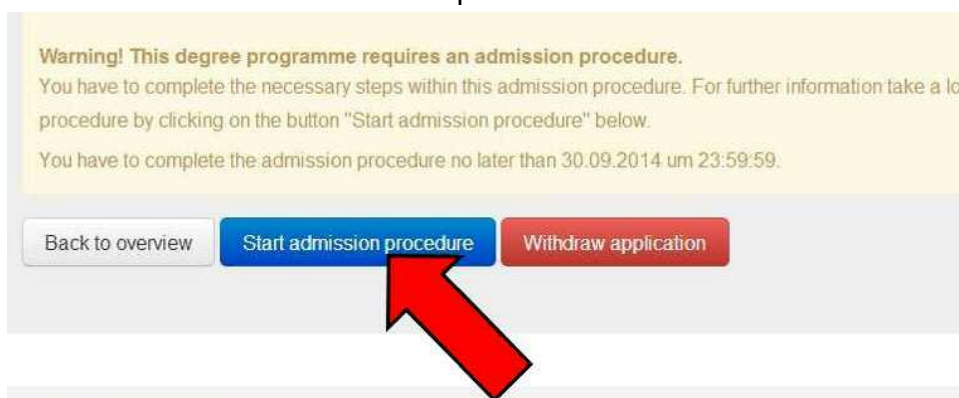 Warning! This degree programme requires an admission procedure.
You have to complete the necessary steps within this admission procedure. For further information take a
procedure by clicking on the button "Start admission procedure" below.
You have to complete the admission procedure no later than 30.09.2014 um 23:59:59.
Back to overview
Start admission procedure
Withdraw application